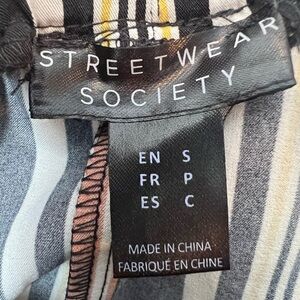 STREETWEAR
SOCIETY
EN S
FR P
ES C
MADE IN CHINA
FABRIQUÉ EN CHINE